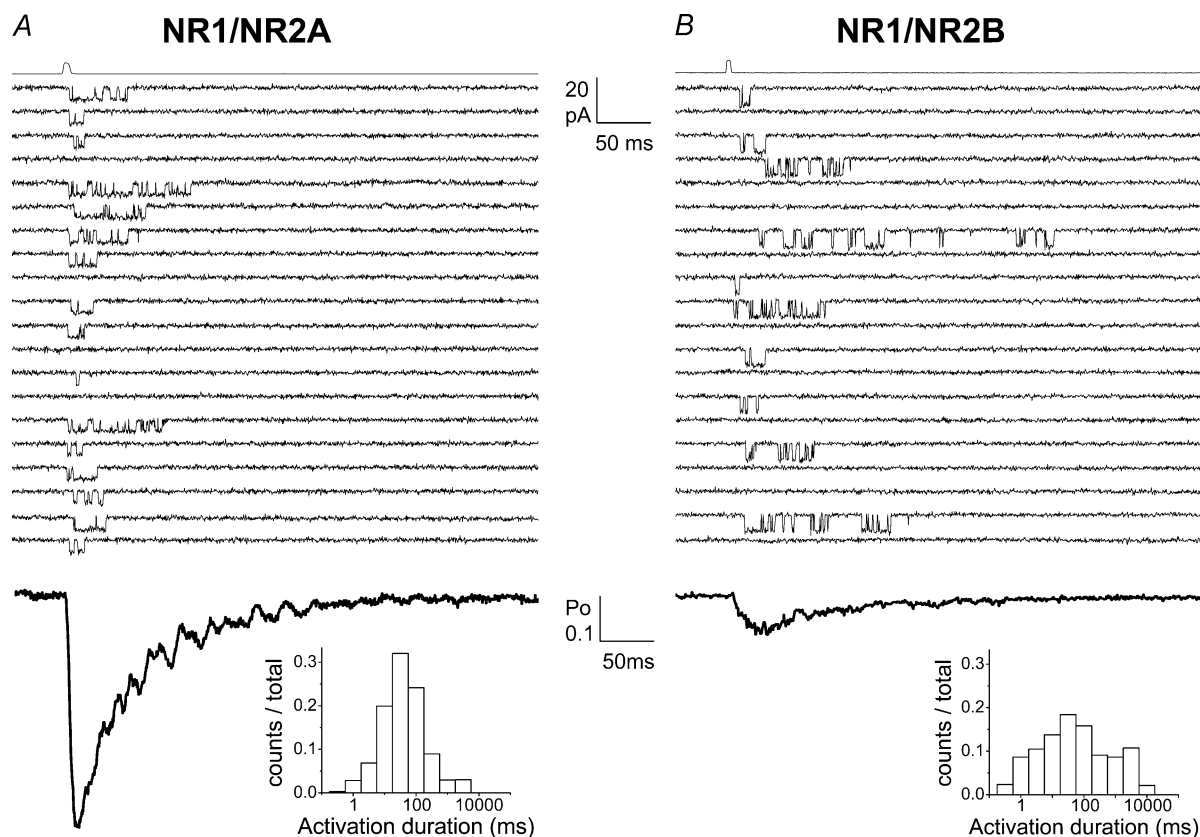 A
NR1/NR2A
B
NR1/NR2B
20
pA
50 ms
Po
0.1
50ms
counts / total
0.3
0.2
0.1
0.0
1
100
10000
Activation duration (ms)
counts / total
0.3
0.2
0.1
0.0
1
100
10000
Activation duration (ms)